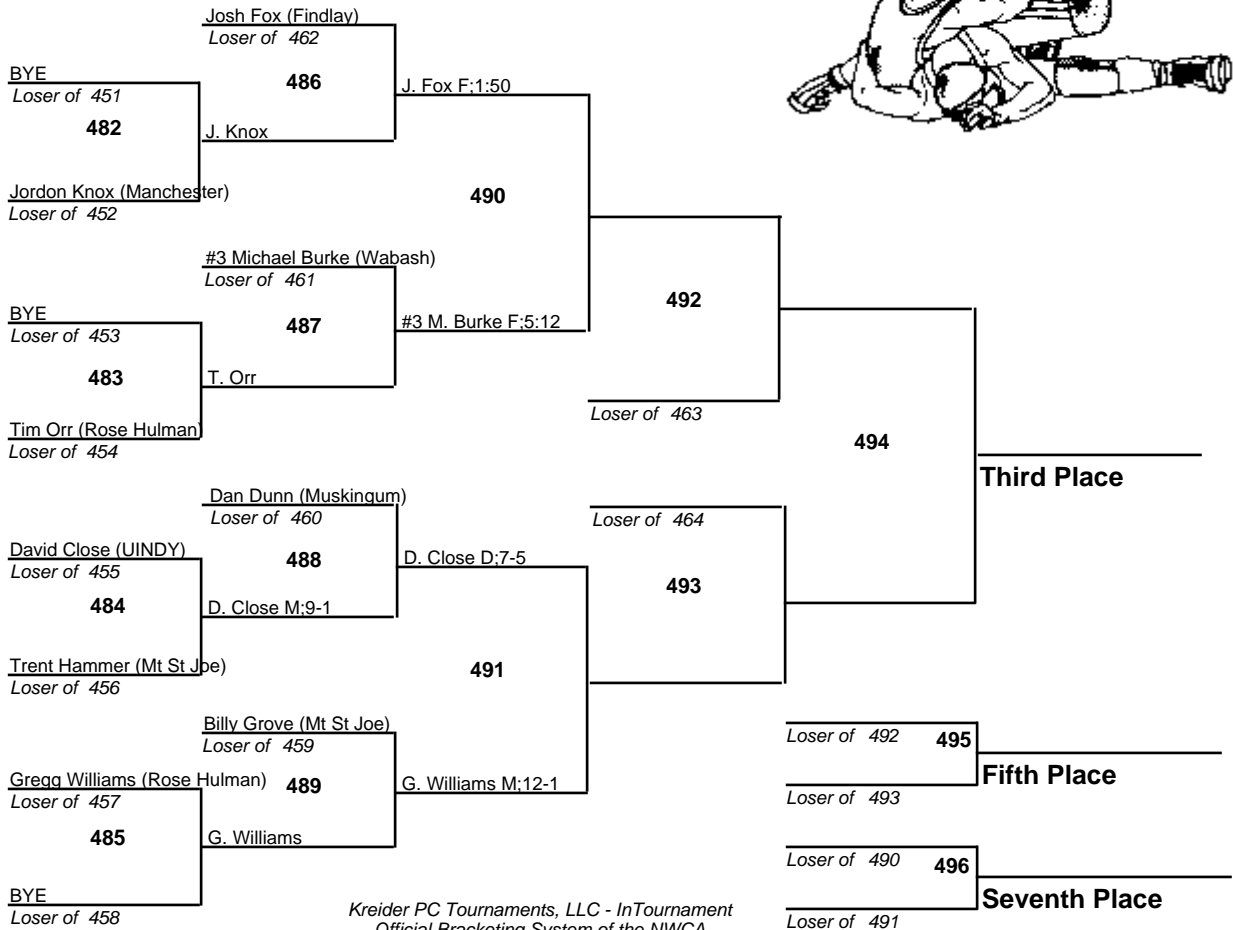 Josh Fox (Findlay)
Loser of 462
BYE
486
J. Fox F;1:50
Loser of 451
482
J. Knox
Jordon Knox (Manchester)
490
Loser of 452
#3 Michael Burke (Wabash)
Loser of 461
492
BYE
487
#3 M. Burke F;5:12
Loser of 453
483
T. Orr
Loser of 463
Tim Orr (Rose Hulman)
494
Loser of 454
Third Place
Dan Dunn (Muskingum)
Loser of 460
Loser of 464
David Close (UINDY)
488
D. Close D;7-5
Loser of 455
493
484
D. Close M;9-1
Trent Hammer (Mt St Joe)
491
Loser of 456
Billy Grove (Mt St Joe)
Loser of 492
495
Loser of 459
Gregg Williams (Rose Hulman)
489
G. Williams M;12-1
Fifth Place
Loser of 457
Loser of 493
485
G. Williams
Loser of 490
496
BYE
Seventh Place
Loser of 458
Kreider PC Tournaments, LLC - InTournament
Loser of 491
Official Bracketing System of the NWCA